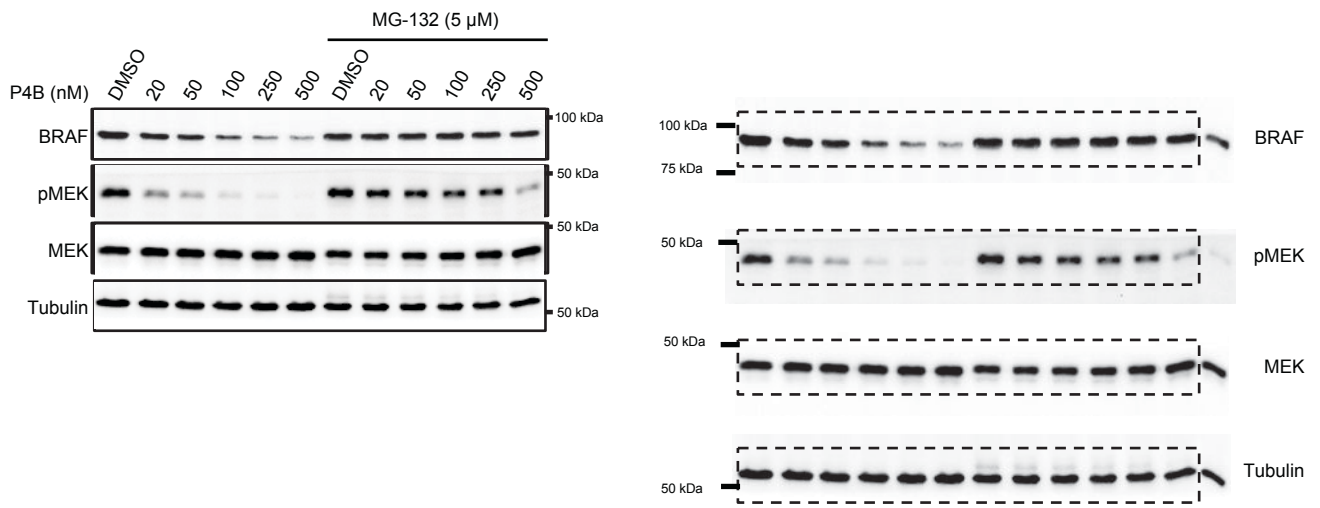 MG-132 (5 µM)
P4B (nM) DMSO 20 50 100 250 500 DMSO 20 50 100 250 500
BRAF 100 kDa
pMEK 50 kDa
MEK 50 kDa
Tubulin 50 kDa
100 kDa BRAF
75 kDa
50 kDa pMEK
50 kDa MEK
50 kDa Tubulin